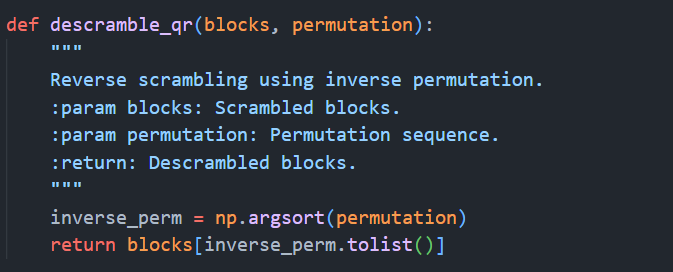 def descramble_qr(blocks, permutation):
    """
    Reverse scrambling using inverse permutation.
    :param blocks: Scrambled blocks.
    :param permutation: Permutation sequence.
    :return: Descrambled blocks.
    """
    inverse_perm = np.argsort(permutation)
    return blocks[inverse_perm.tolist()]